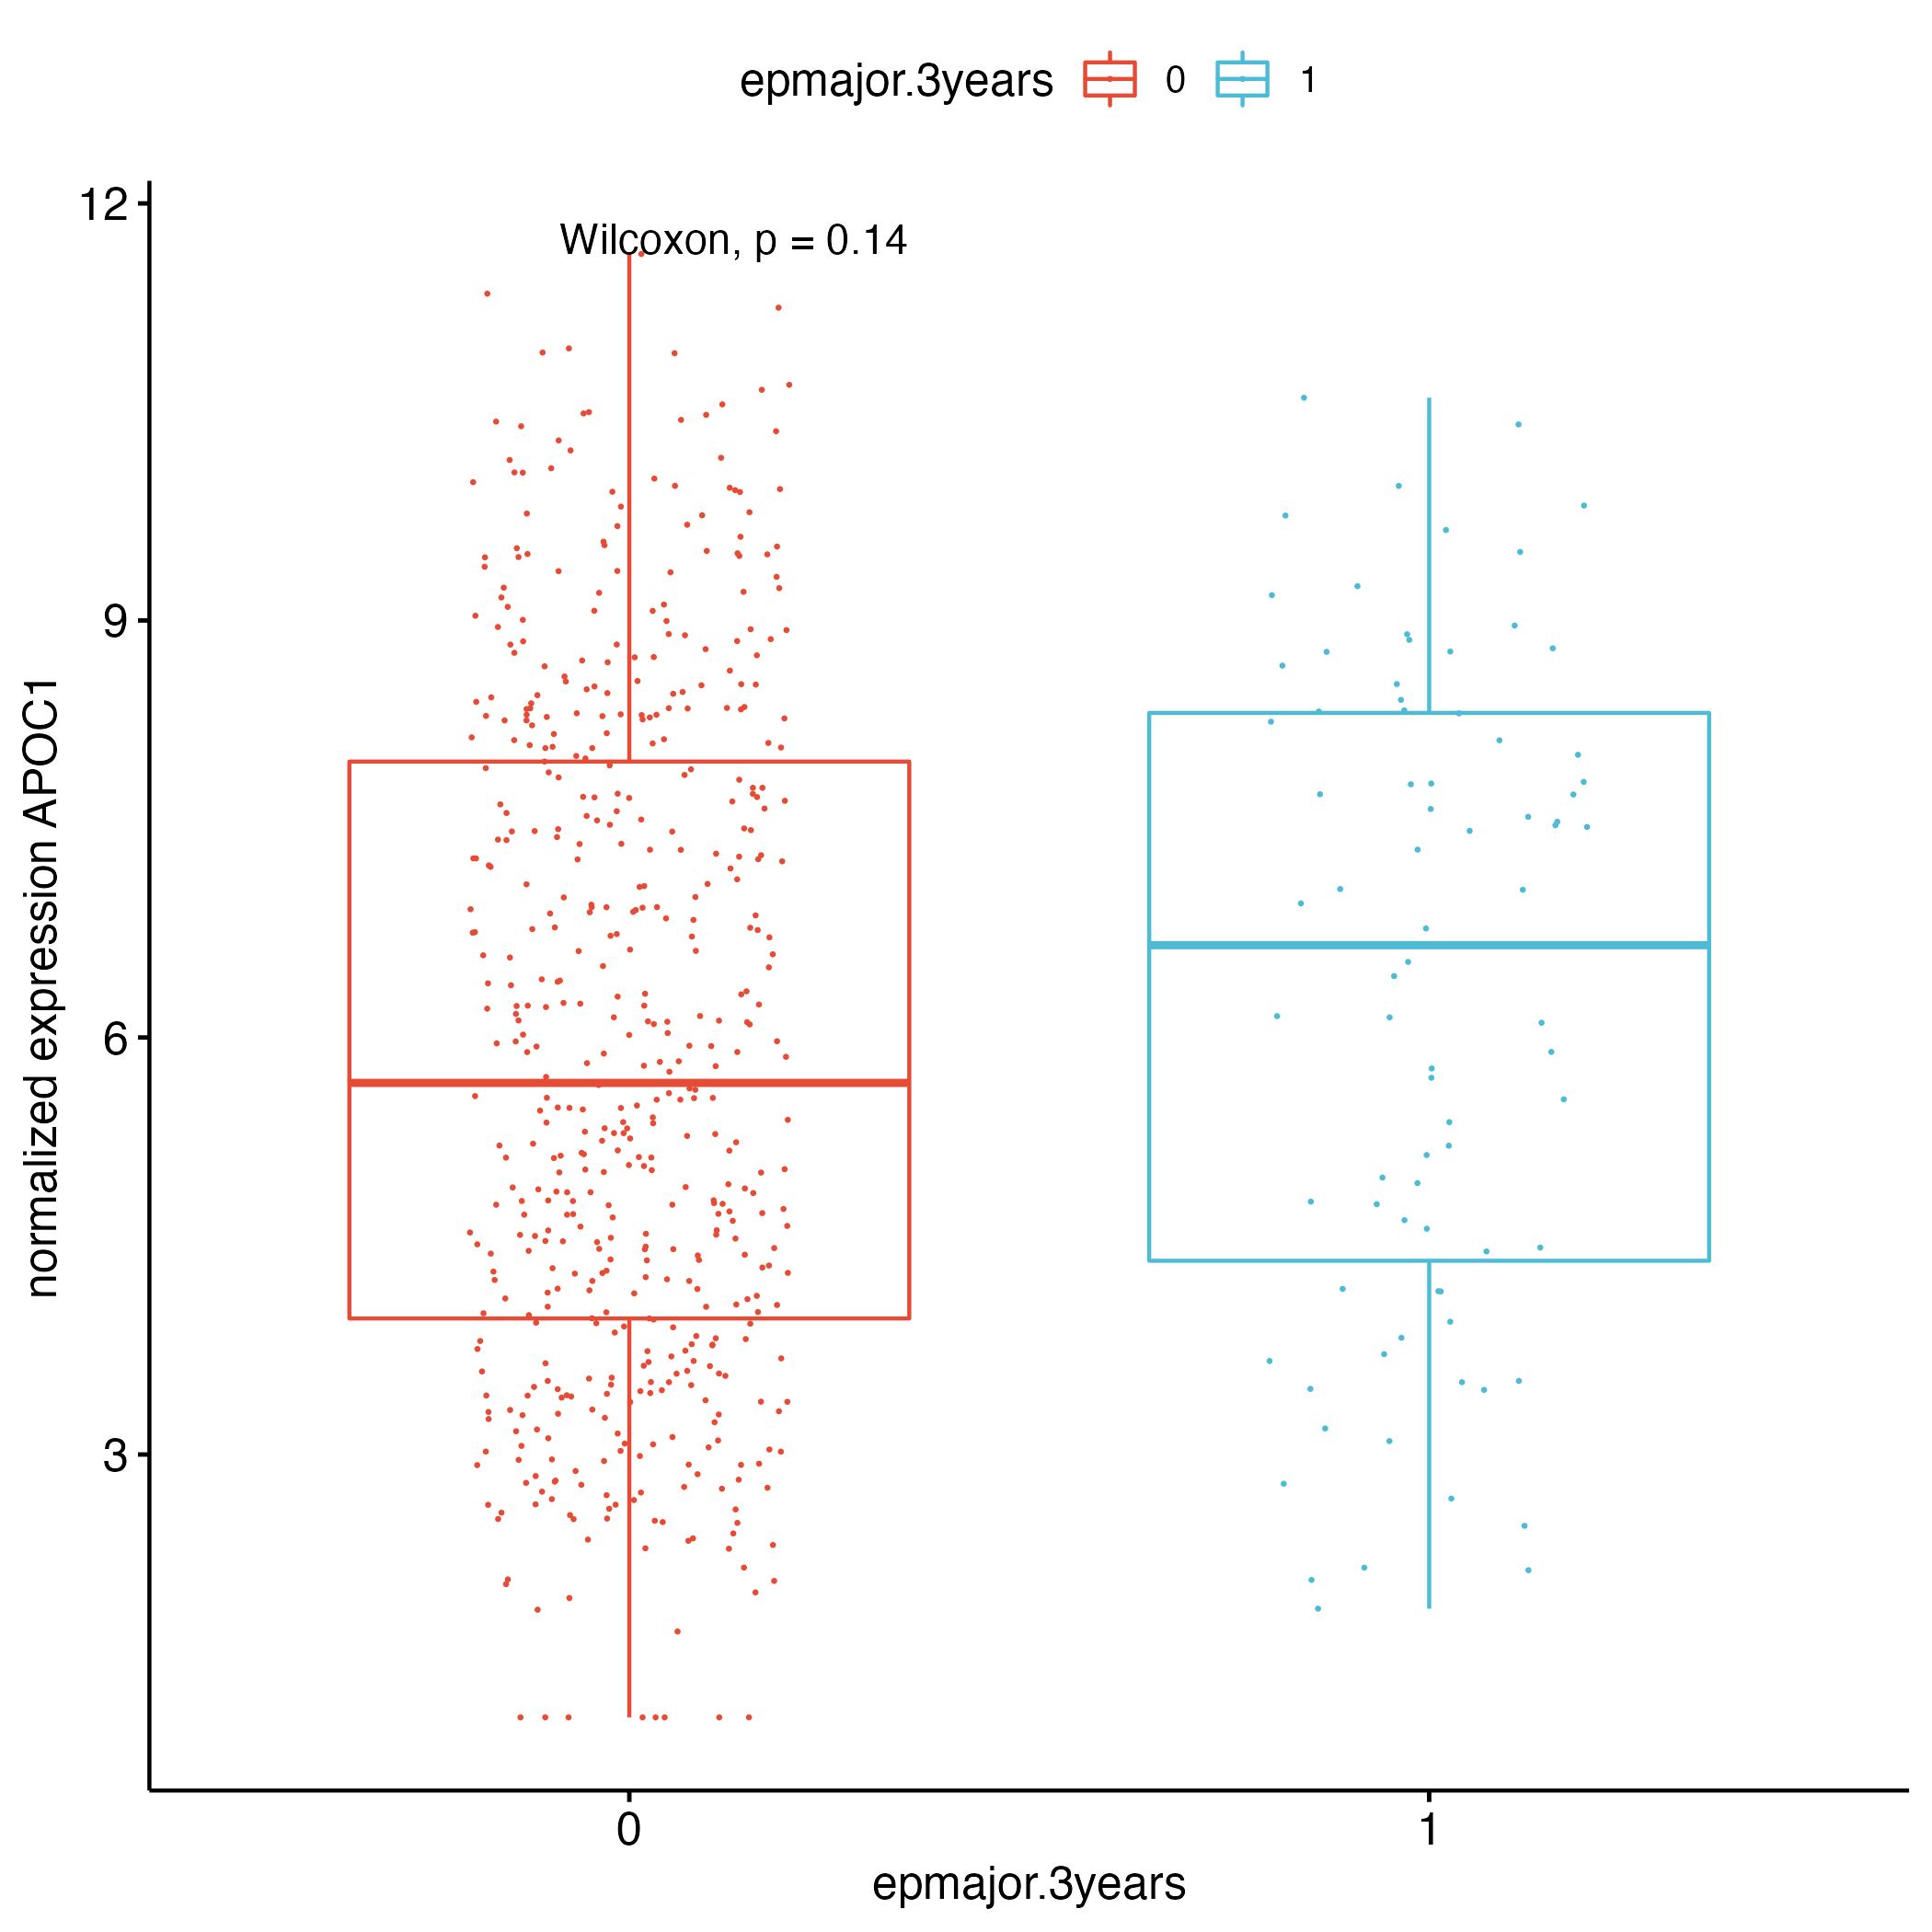 epmajor.3years 0 1
Wilcoxon, p = 0.14
12
9
6
3
normalized expression APOC1
0 1
epmajor.3years